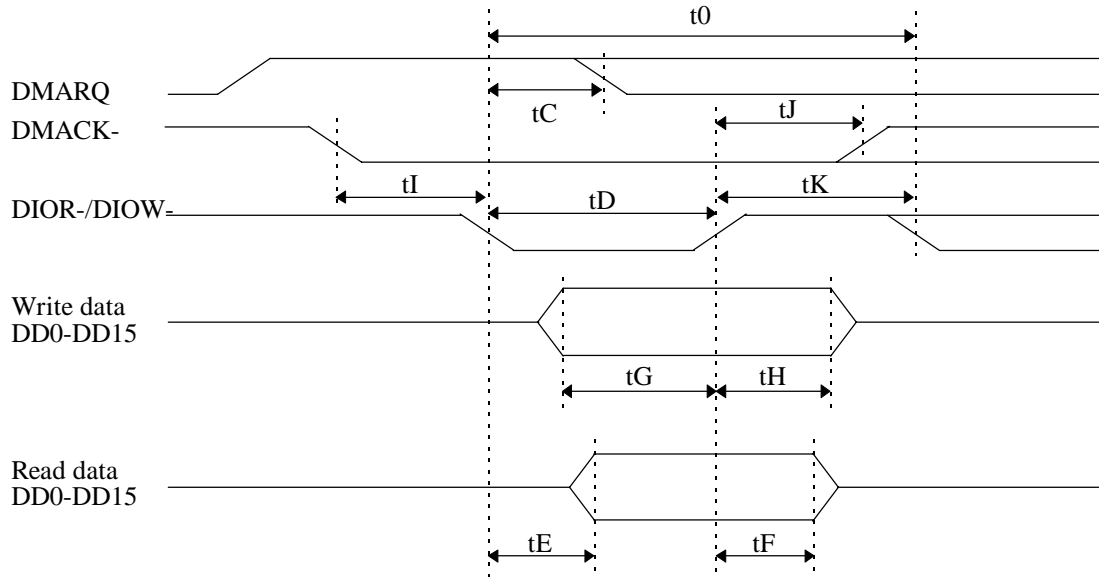 t0
DMARQ
tC
tJ
DMACK-
tI
tK
tD
DIOR-/DIOW-
Write data
DD0-DD15
tG
tH
Read data
DD0-DD15
tE
tF